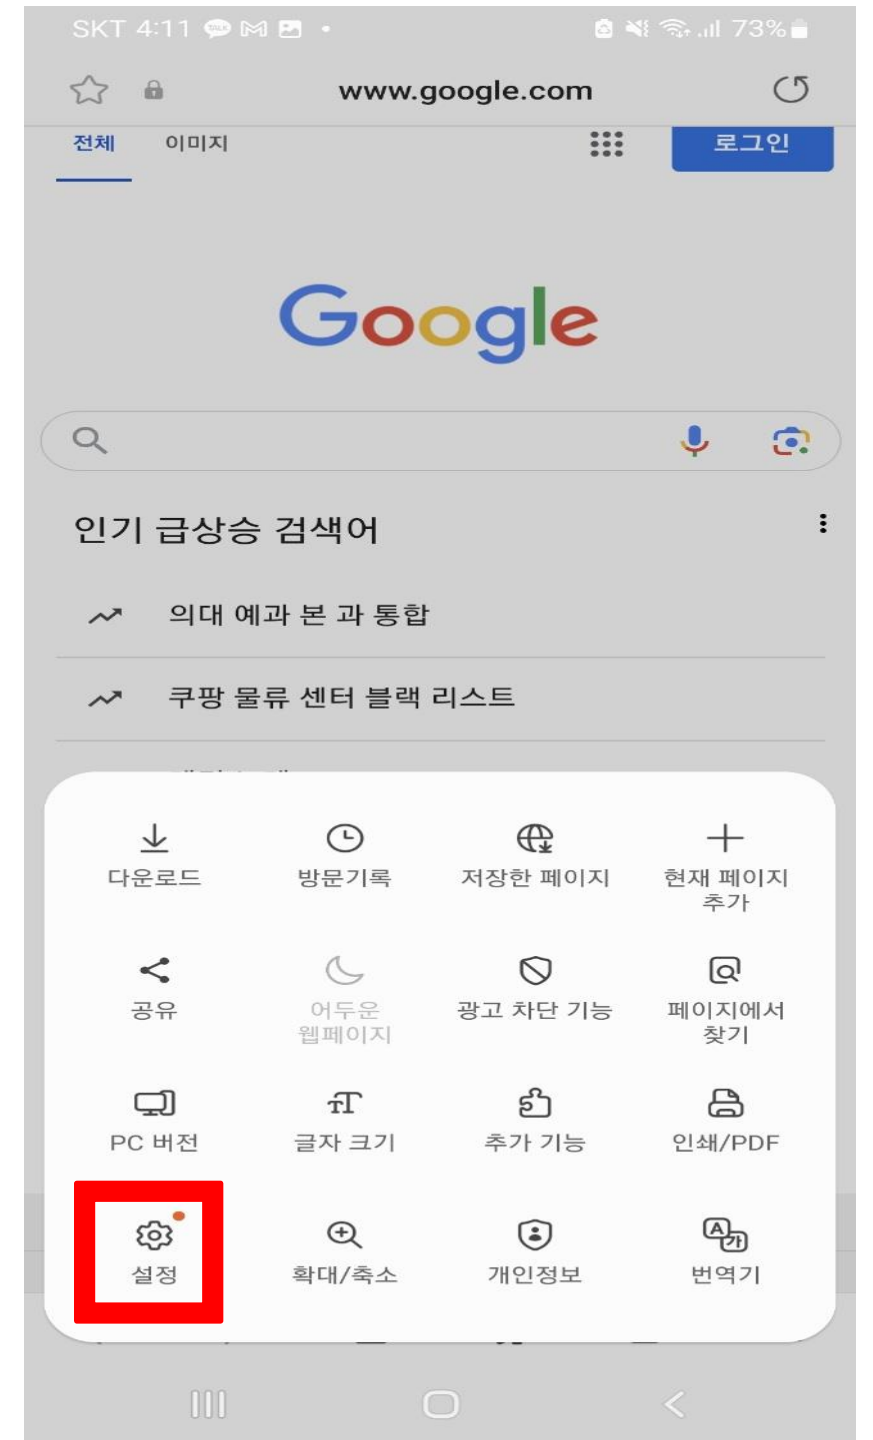 SKT 4:11 TALK 73%
www.google.com
전체 이미지 로그인
Google
인기 급상승 검색어
의대 예과 본 과 통합
쿠팡 물류 센터 블랙 리스트
다운로드 방문기록 저장한 페이지 현재 페이지
추가
공유 어두운 광고 차단 기능 페이지에서
웹페이지 찾기
PC 버전 글자 크기 추가 기능 인쇄/PDF
설정 확대/축소 개인정보 번역기